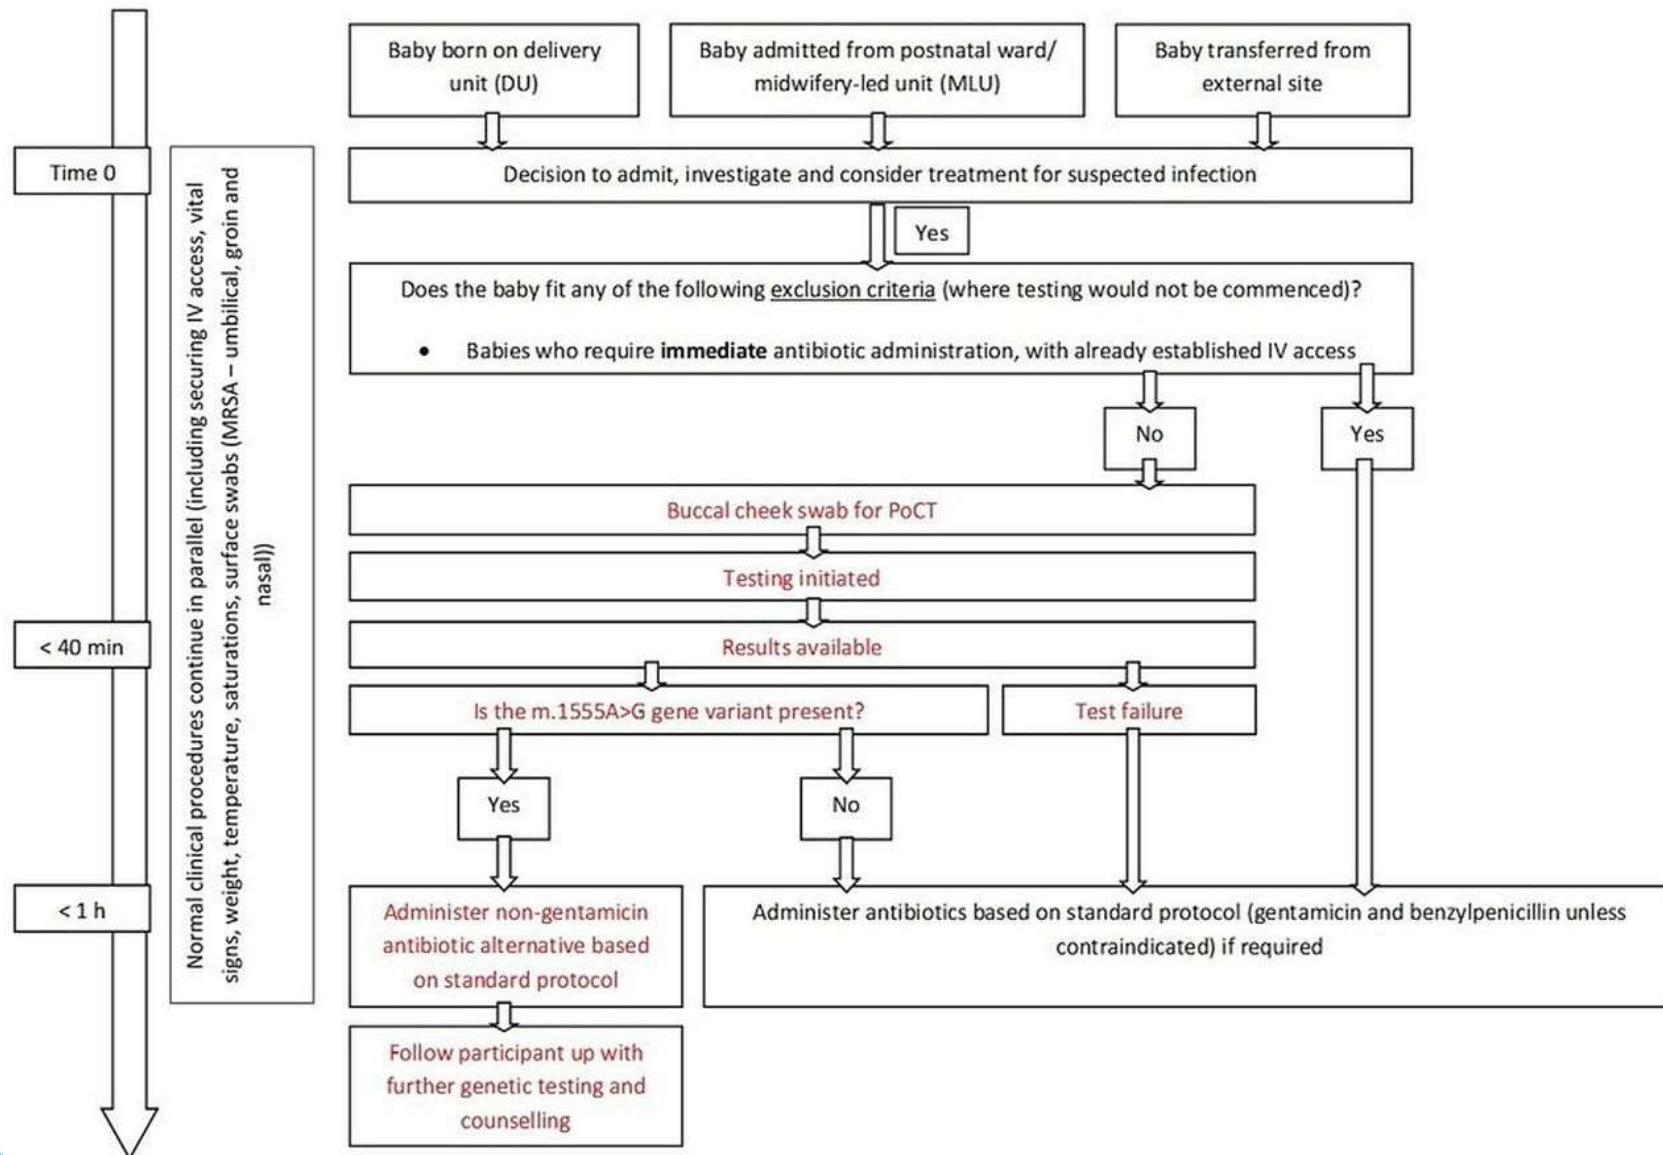 Baby born on delivery
unit (DU)
Baby admitted from postnatal ward/
midwifery-led unit (MLU)
Baby transferred from
external site
Time 0
Decision to admit, investigate and consider treatment for suspected infection
Yes
Normal clinical procedures continue in parallel (including securing IV access, vital
signs, weight, temperature, saturations, surface swabs (MRSA – umbilical, groin and
nasal))
Does the baby fit any of the following exclusion criteria (where testing would not be commenced)?
• Babies who require immediate antibiotic administration, with already established IV access
No
Yes
Buccal cheek swab for PoCT
Testing initiated
< 40 min
Results available
Is the m.1555A>G gene variant present?
Test failure
Yes
No
< 1 h
Administer non-gentamicin
antibiotic alternative based
on standard protocol
Administer antibiotics based on standard protocol (gentamicin and benzylpenicillin unless
contraindicated) if required
Follow participant up with
further genetic testing and
counselling